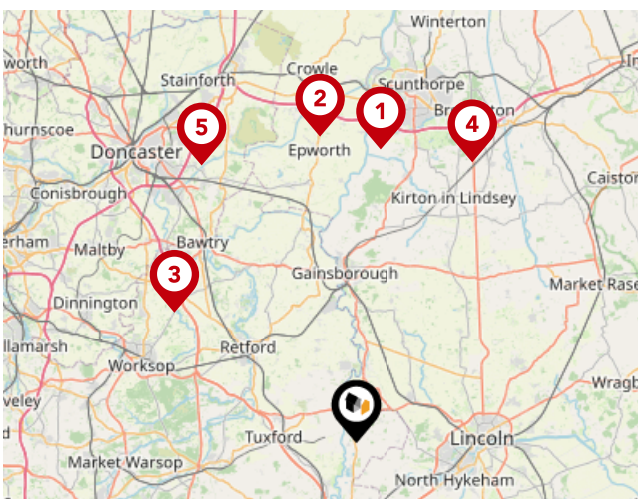 Winterton
worth
Crowle
Stainforth
Scunthorpe
2
1
4
5
hurnscoe
Doncaster
Epworth
Conisbrough
Kirton in Lindsey
Caistor
erham
Maltby
Bawtry
3
Gainsborough
Market Rase
Dinnington
llamarsh
Retford
Worksop
Wragb
veley
d
Tuxford
Lincoln
Market Warsop
North Hykeham